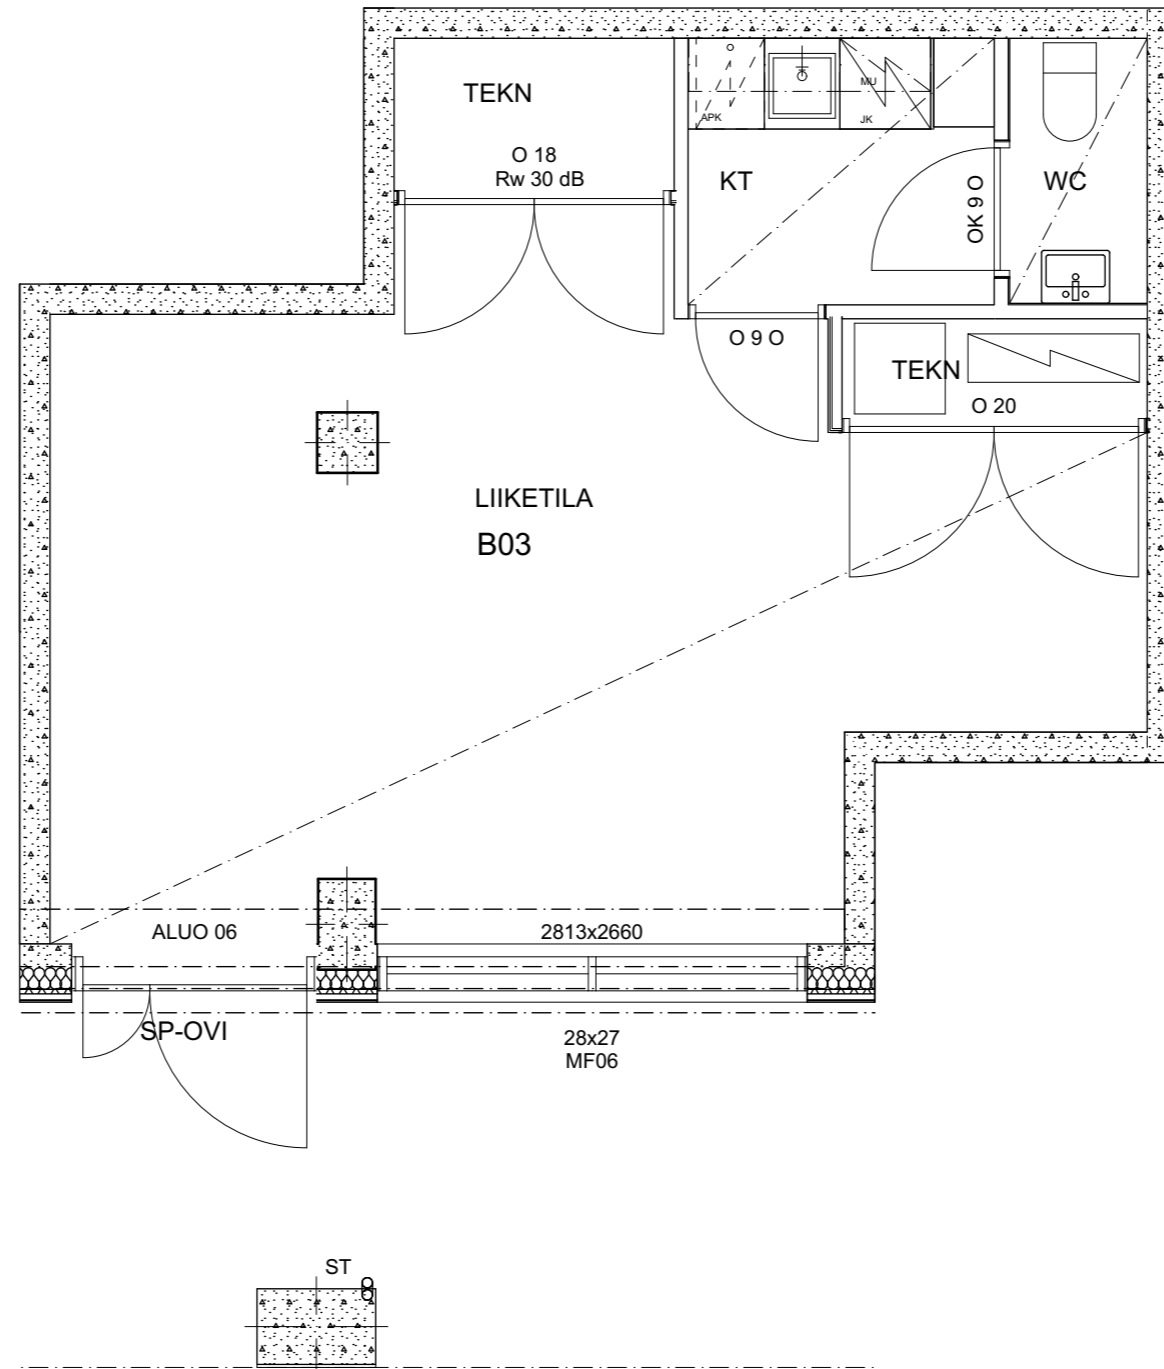 TEKN
O 18
Rw 30 dB
APK
MU
JK
KT
OK 9 O
WC
O 9 O
TEKN
O 20
LIIKETILA
B03
ALUO 06
2813x2660
SP-OVI
28x27
MF06
ST